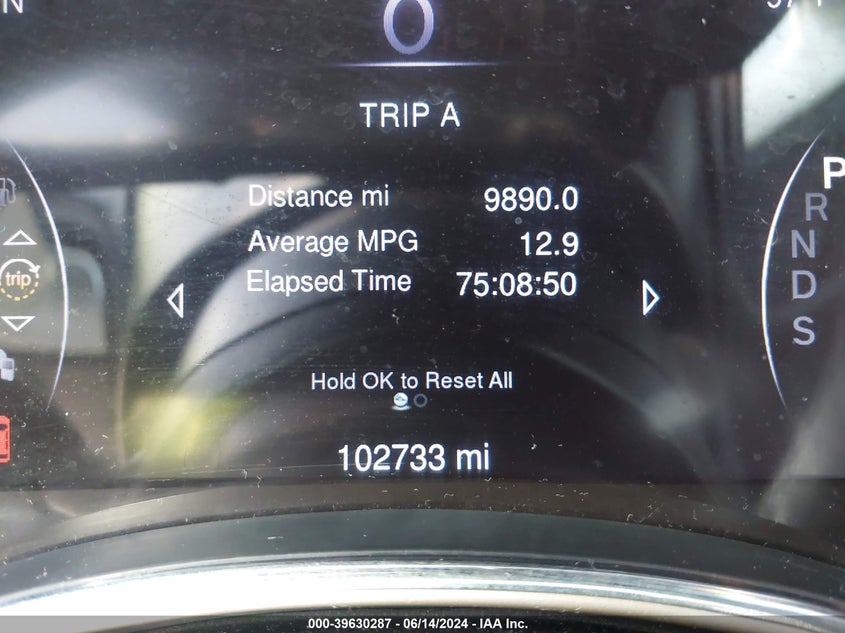 N
0
TRIP A
Distance mi 9890.0
Average MPG 12.9
Elapsed Time 75:08:50
P
R
N
D
S
trip
Hold OK to Reset All
102733 mi
000-39630287 - 06/14/2024 - IAA Inc.